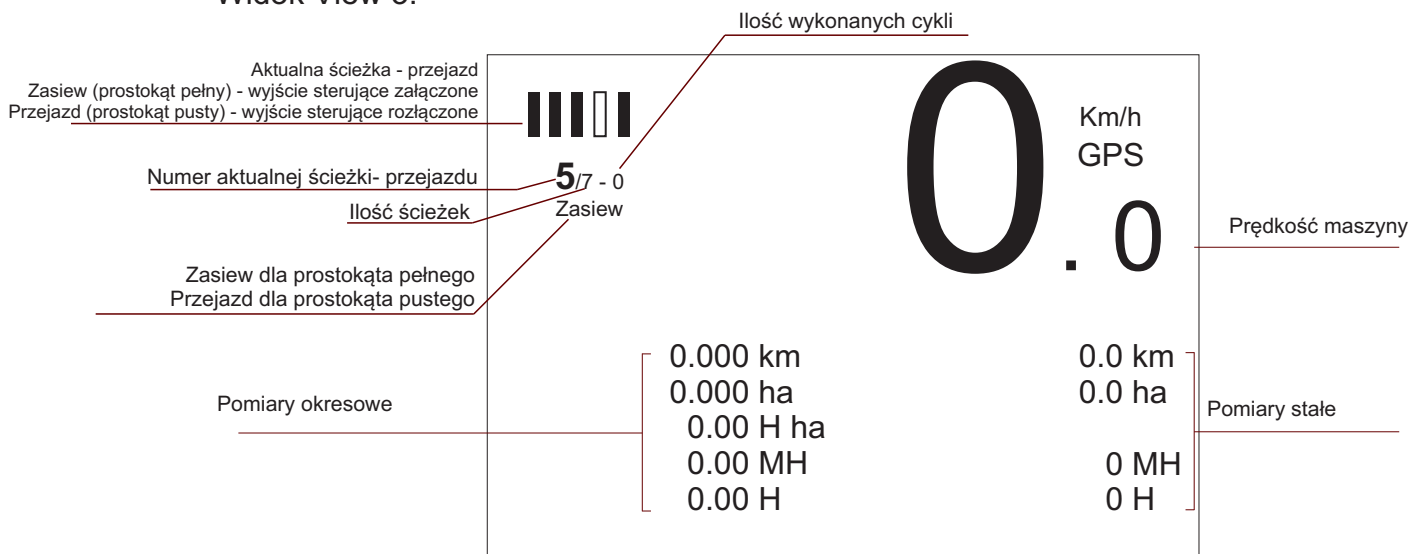 Widok View 3.
Ilość wykonanych cykli
Aktualna ścieżka - przejazd
Zasiew (prostokąt pełny) - wyjście sterujące załączone
Przejazd (prostokąt pusty) - wyjście sterujące rozłączone
Numer aktualnej ścieżki- przejazdu
5/7 - 0
Ilość ścieżek
Zasiew
Zasiew dla prostokąta pełnego
Przejazd dla prostokąta pustego
0.0
Km/h
GPS
Prędkość maszyny
Pomiary okresowe
0.000 km
0.000 ha
0.00 H ha
0.00 MH
0.00 H
0.0 km
0.0 ha
0 MH
0 H
Pomiary stałe